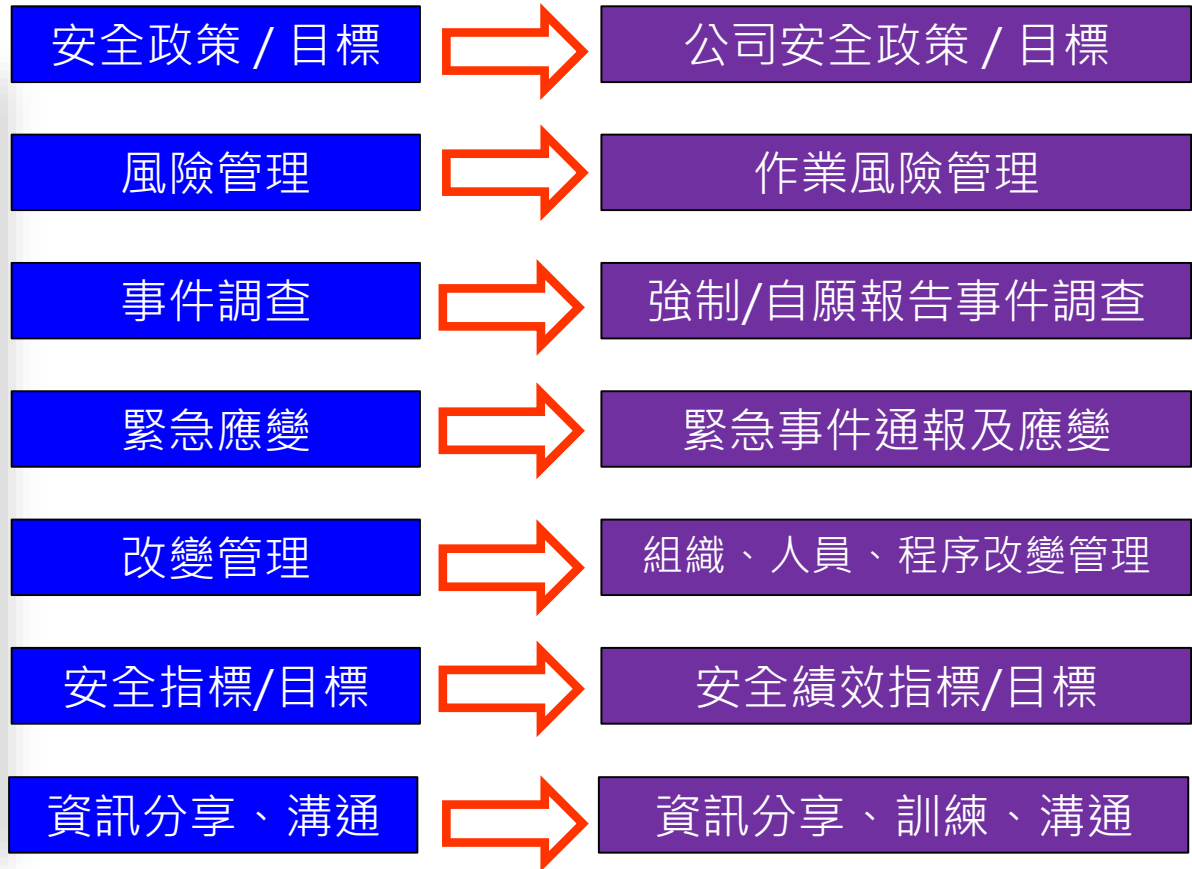 安全政策 / 目標
公司安全政策 / 目標
風險管理
作業風險管理
事件調查
強制/自願報告事件調查
緊急應變
緊急事件通報及應變
改變管理
組織、人員、程序改變管理
安全指標/目標
安全績效指標/目標
資訊分享、溝通
資訊分享、訓練、溝通